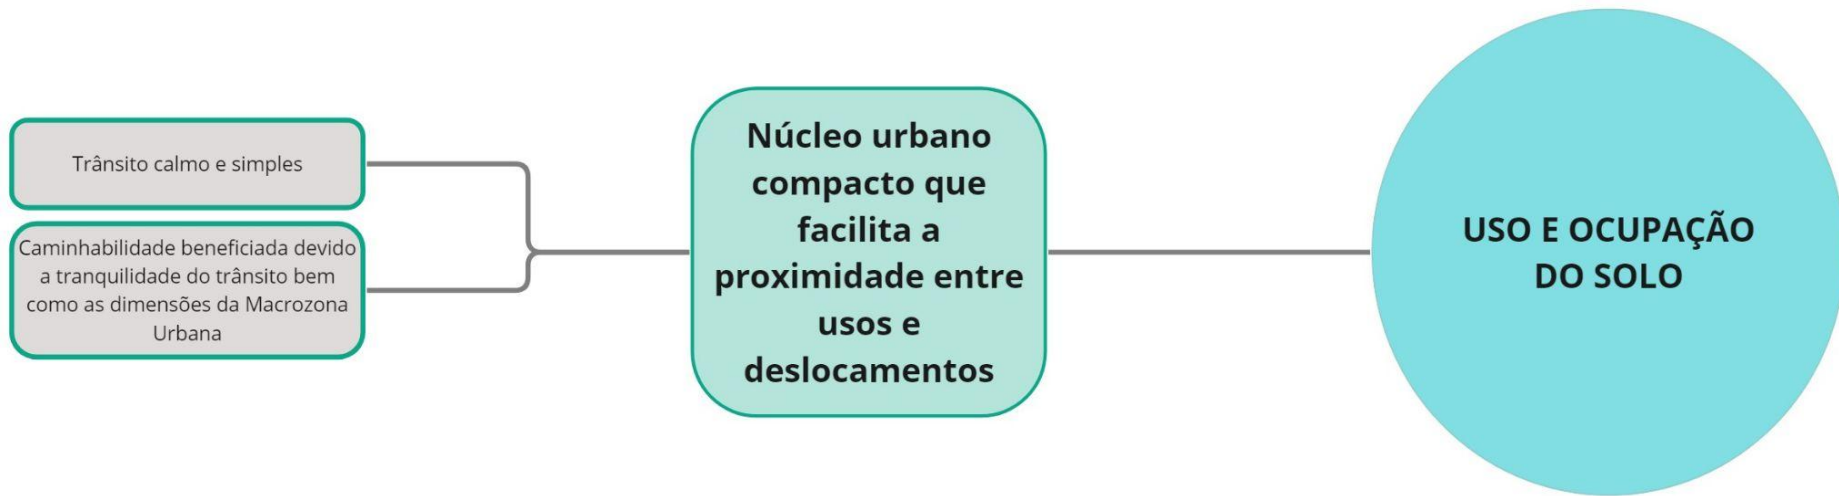 Trânsito calmo e simples
Caminhabilidade beneficiada devido
a tranquilidade do trânsito bem
como as dimensões da Macrozona
Urbana
Núcleo urbano
compacto que
facilita a
proximidade entre
usos e
deslocamentos
USO E OCUPAÇÃO
DO SOLO